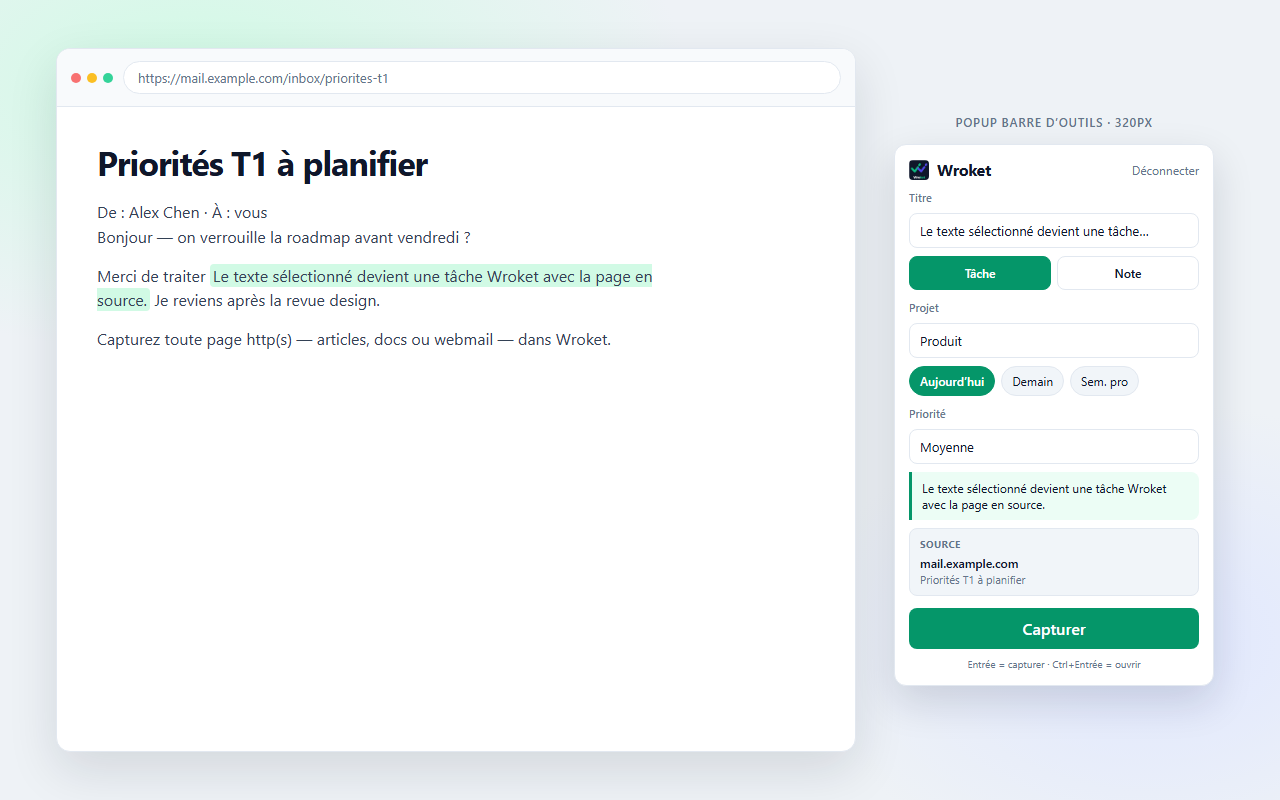 https://mail.example.com/inbox/priorites-t1
Priorités T1 à planifier
De : Alex Chen · À : vous
Bonjour — on verrouille la roadmap avant vendredi ?
Merci de traiter Le texte sélectionné devient une tâche Wroket avec la page en
source. Je reviens après la revue design.
Capturez toute page http(s) — articles, docs ou webmail — dans Wroket.
POPUP BARRE D'OUTILS · 320PX
Wroket
Déconnecter
Titre
Le texte sélectionné devient une tâche…
Tâche
Note
Projet
Produit
Aujourd'hui
Demain
Sem. pro
Priorité
Moyenne
Le texte sélectionné devient une tâche Wroket
avec la page en source.
SOURCE
mail.example.com
Priorités T1 à planifier
Capturer
Entrée = capturer · Ctrl+Entrée = ouvrir